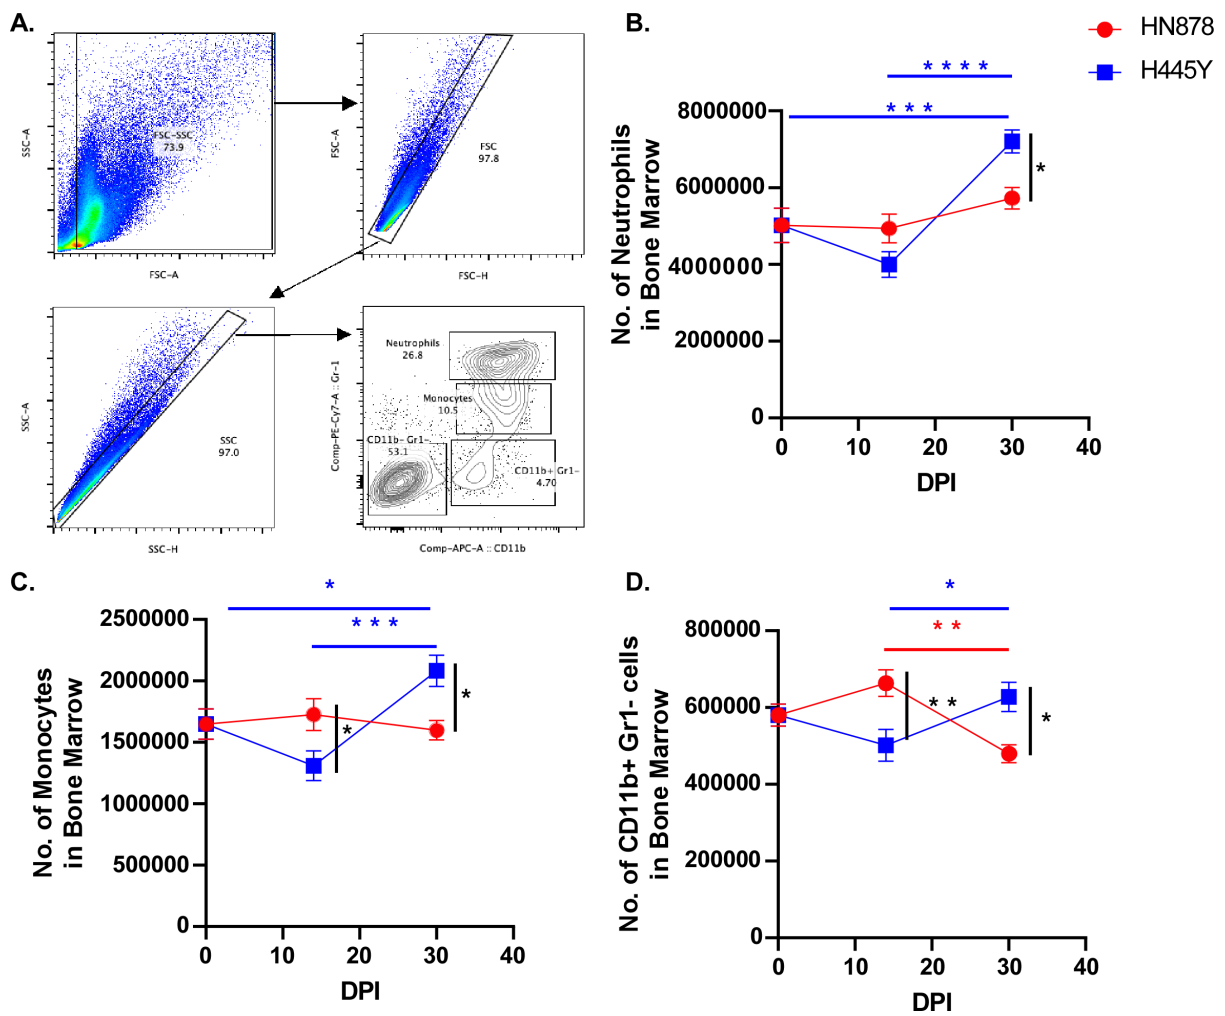 A.
SSC-A
FSC-SSC
73.9
FSC-A
FSC-A
FSC
97.8
FSC-H
SSC-A
SSC
97.0
SSC-H
Comp-PE-Cy7-A :: Gr-1
Neutrophils
26.8
Monocytes
10.5
CD11b- Gr1-
53.1
CD11b+ Gr1-
4.70
Comp-APC-A :: CD11b
B.
HN878
H445Y
* * * *
* * *
No. of Neutrophils
in Bone Marrow
8000000
6000000
4000000
2000000
0
*
0 10 20 30 40
DPI
C.
*
* * *
No. of Monocytes
in Bone Marrow
2500000
2000000
1500000
1000000
500000
0
*
*
0 10 20 30 40
DPI
D.
*
* *
No. of CD11b+ Gr1- cells
in Bone Marrow
800000
600000
400000
200000
0
* *
*
0 10 20 30 40
DPI